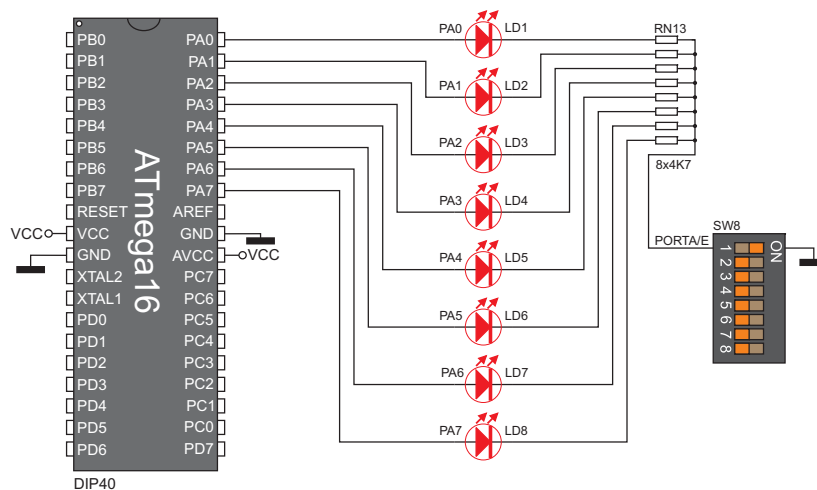 PB0
PB1
PB2
PB3
PB4
PB5
PB6
PB7
RESET
VCC
GND
XTAL2
XTAL1
PD0
PD1
PD2
PD3
PD4
PD5
PD6
VCC
ATmega16
PA0
PA1
PA2
PA3
PA4
PA5
PA6
PA7
AREF
GND
AVCC
PC7
PC6
PC5
PC4
PC3
PC2
PC1
PC0
PD7
VCC
DIP40
PA0 LD1
PA1 LD2
PA2 LD3
PA3 LD4
PA4 LD5
PA5 LD6
PA6 LD7
PA7 LD8
RN13
8x4K7
PORTA/E
SW8
ON
1
2
3
4
5
6
7
8